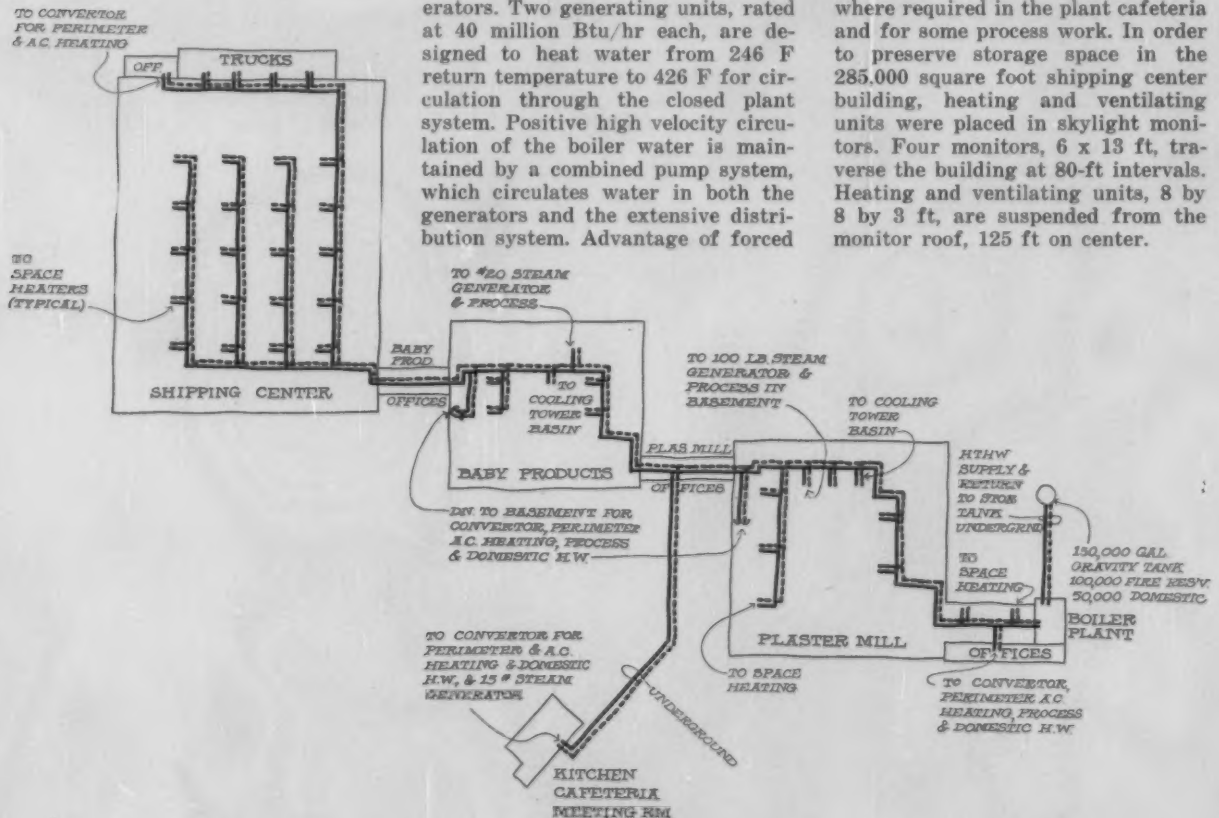 erators. Two generating units, rated
at 40 million Btu/hr each, are de-
signed to heat water from 246 F
return temperature to 426 F for cir-
culation through the closed plant
system. Positive high velocity circu-
lation of the boiler water is main-
tained by a combined pump system,
which circulates water in both the
generators and the extensive distri-
bution system. Advantage of forced
where required in the plant cafeteria
and for some process work. In order
to preserve storage space in the
285,000 square foot shipping center
building, heating and ventilating
units were placed in skylight moni-
tors. Four monitors, 6 x 13 ft, tra-
verse the building at 80-ft intervals.
Heating and ventilating units, 8 by
8 by 3 ft, are suspended from the
monitor roof, 125 ft on center.
TO CONVERTOR
FOR PERIMETER
& A.C. HEATING
OFF
TRUCKS
TO
SPACE
HEATERS
(TYPICAL)
SHIPPING CENTER
BABY
PROD
OFFICES
TO #20 STEAM
GENERATOR
& PROCESS
TO
COOLING
TOWER
BASIN
BABY PRODUCTS
DN. TO BASEMENT FOR
CONVERTOR, PERIMETER
A.C. HEATING, PROCESS
& DOMESTIC H.W.
PLAS MILL
OFFICES
TO 100 LB. STEAM
GENERATOR &
PROCESS IN
BASEMENT
TO COOLING
TOWER
BASIN
HTHW
SUPPLY &
RETURN
TO STOR
TANK
UNDERGRND
150,000 GAL
GRAVITY TANK
100,000 FIRE RES'V.
50,000 DOMESTIC
TO
SPACE
HEATING
BOILER
PLANT
PLASTER MILL
OFFICES
TO SPACE
HEATING
TO CONVERTOR,
PERIMETER A.C.
HEATING, PROCESS
& DOMESTIC H.W.
TO CONVERTOR FOR
PERIMETER & A.C.
HEATING & DOMESTIC
H.W., & 15 # STEAM
GENERATOR
UNDERGROUND
KITCHEN
CAFETERIA
MEETING RM